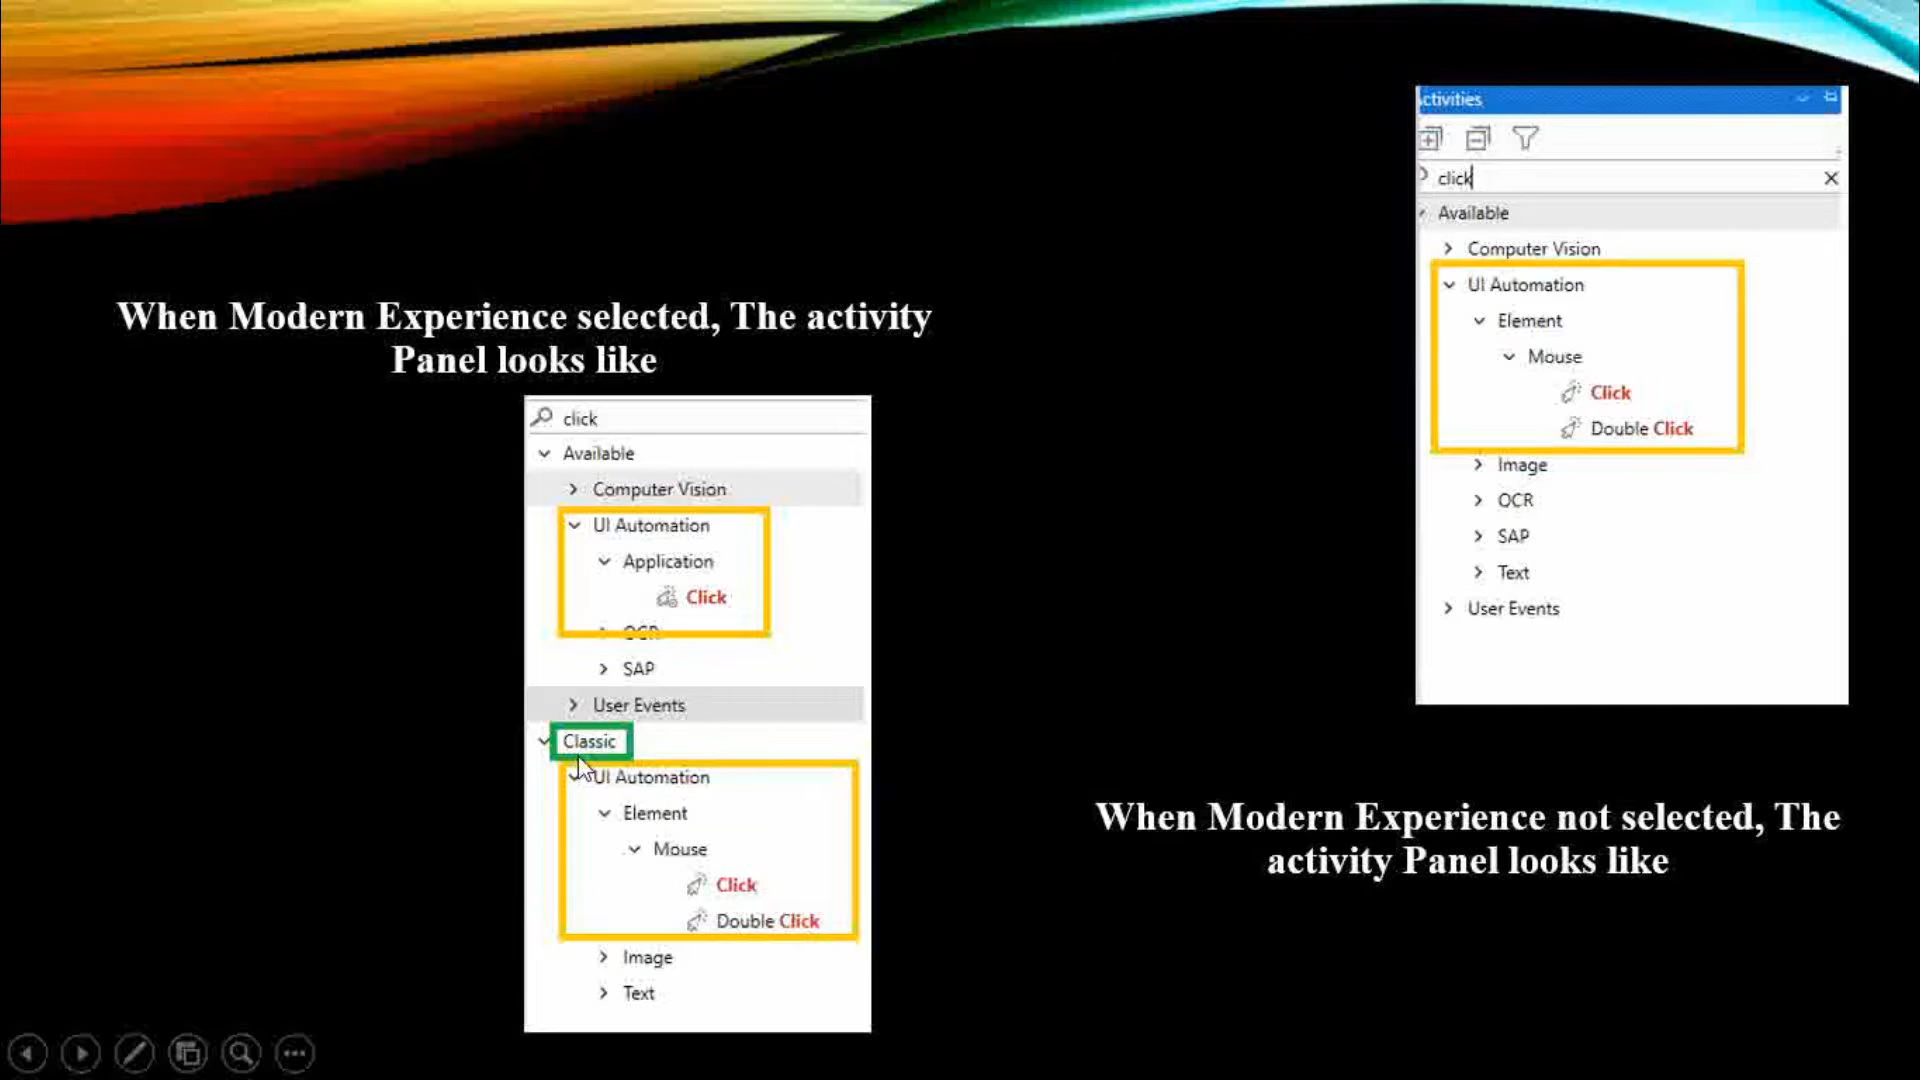 When Modern Experience selected, The activity
Panel looks like
click
Available
Computer Vision
UI Automation
Application
Click
OCR
SAP
User Events
Classic
UI Automation
Element
Mouse
Click
Double Click
Image
Text
ctivities
click
Available
Computer Vision
UI Automation
Element
Mouse
Click
Double Click
Image
OCR
SAP
Text
User Events
When Modern Experience not selected, The
activity Panel looks like